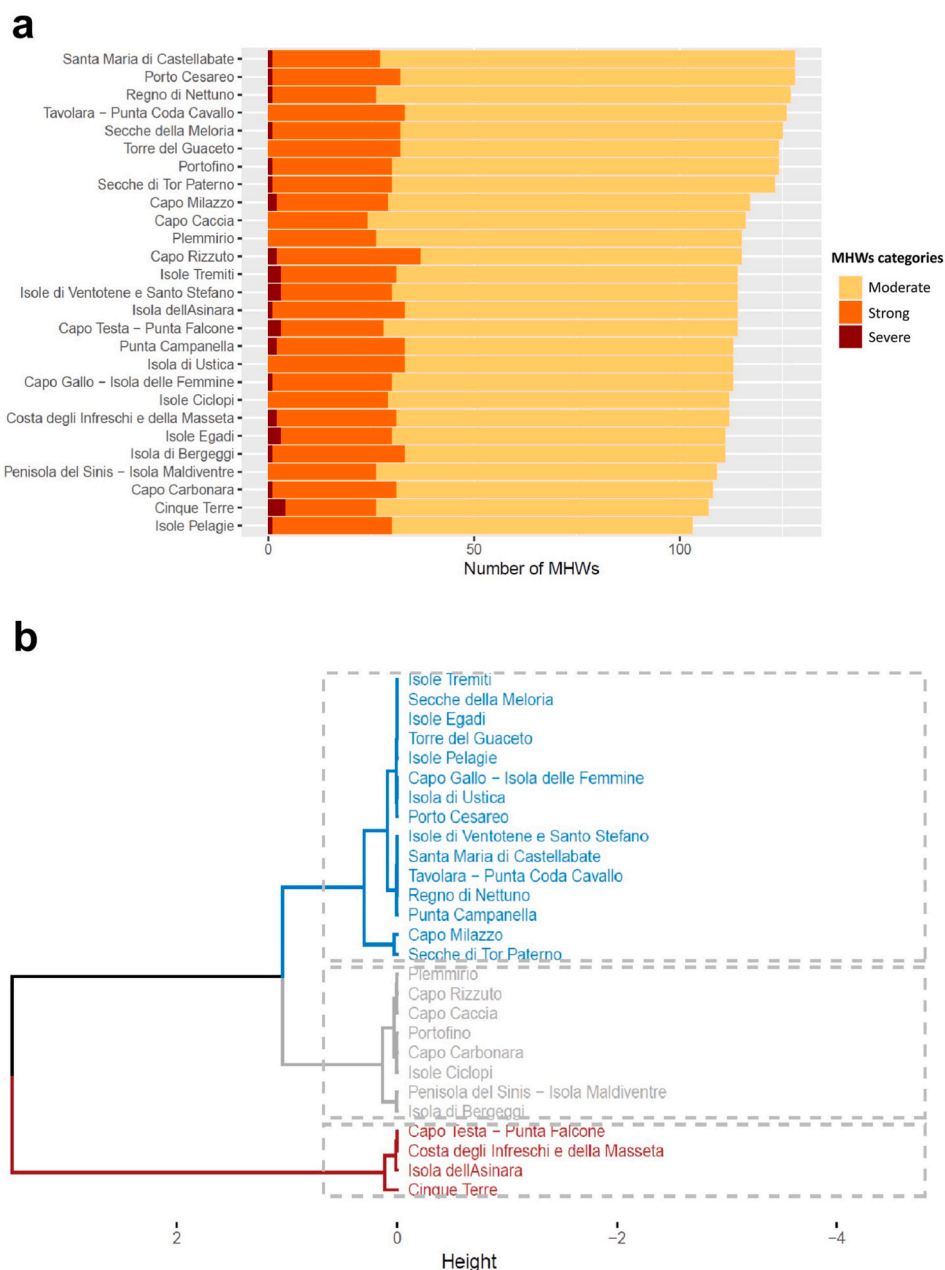 a
Santa Maria di Castellabate
Porto Cesareo
Regno di Nettuno
Tavolara – Punta Coda Cavallo
Secche della Meloria
Torre del Guaceto
Portofino
Secche di Tor Paterno
Capo Milazzo
Capo Caccia
Plemmirio
Capo Rizzuto
Isole Tremiti
Isole di Ventotene e Santo Stefano
Isola dellAsinara
Capo Testa – Punta Falcone
Punta Campanella
Isola di Ustica
Capo Gallo – Isola delle Femmine
Isole Ciclopi
Costa degli Infreschi e della Masseta
Isole Egadi
Isola di Bergeggi
Penisola del Sinis – Isola Maldiventre
Capo Carbonara
Cinque Terre
Isole Pelagie
0 50 100
Number of MHWs
MHWs categories
Moderate
Strong
Severe
b
Isole Tremiti
Secche della Meloria
Isole Egadi
Torre del Guaceto
Isole Pelagie
Capo Gallo – Isola delle Femmine
Isola di Ustica
Porto Cesareo
Isole di Ventotene e Santo Stefano
Santa Maria di Castellabate
Tavolara – Punta Coda Cavallo
Regno di Nettuno
Punta Campanella
Capo Milazzo
Secche di Tor Paterno
Plemmirio
Capo Rizzuto
Capo Caccia
Portofino
Capo Carbonara
Isole Ciclopi
Penisola del Sinis – Isola Maldiventre
Isola di Bergeggi
Capo Testa – Punta Falcone
Costa degli Infreschi e della Masseta
Isola dellAsinara
Cinque Terre
2 0 −2 −4
Height